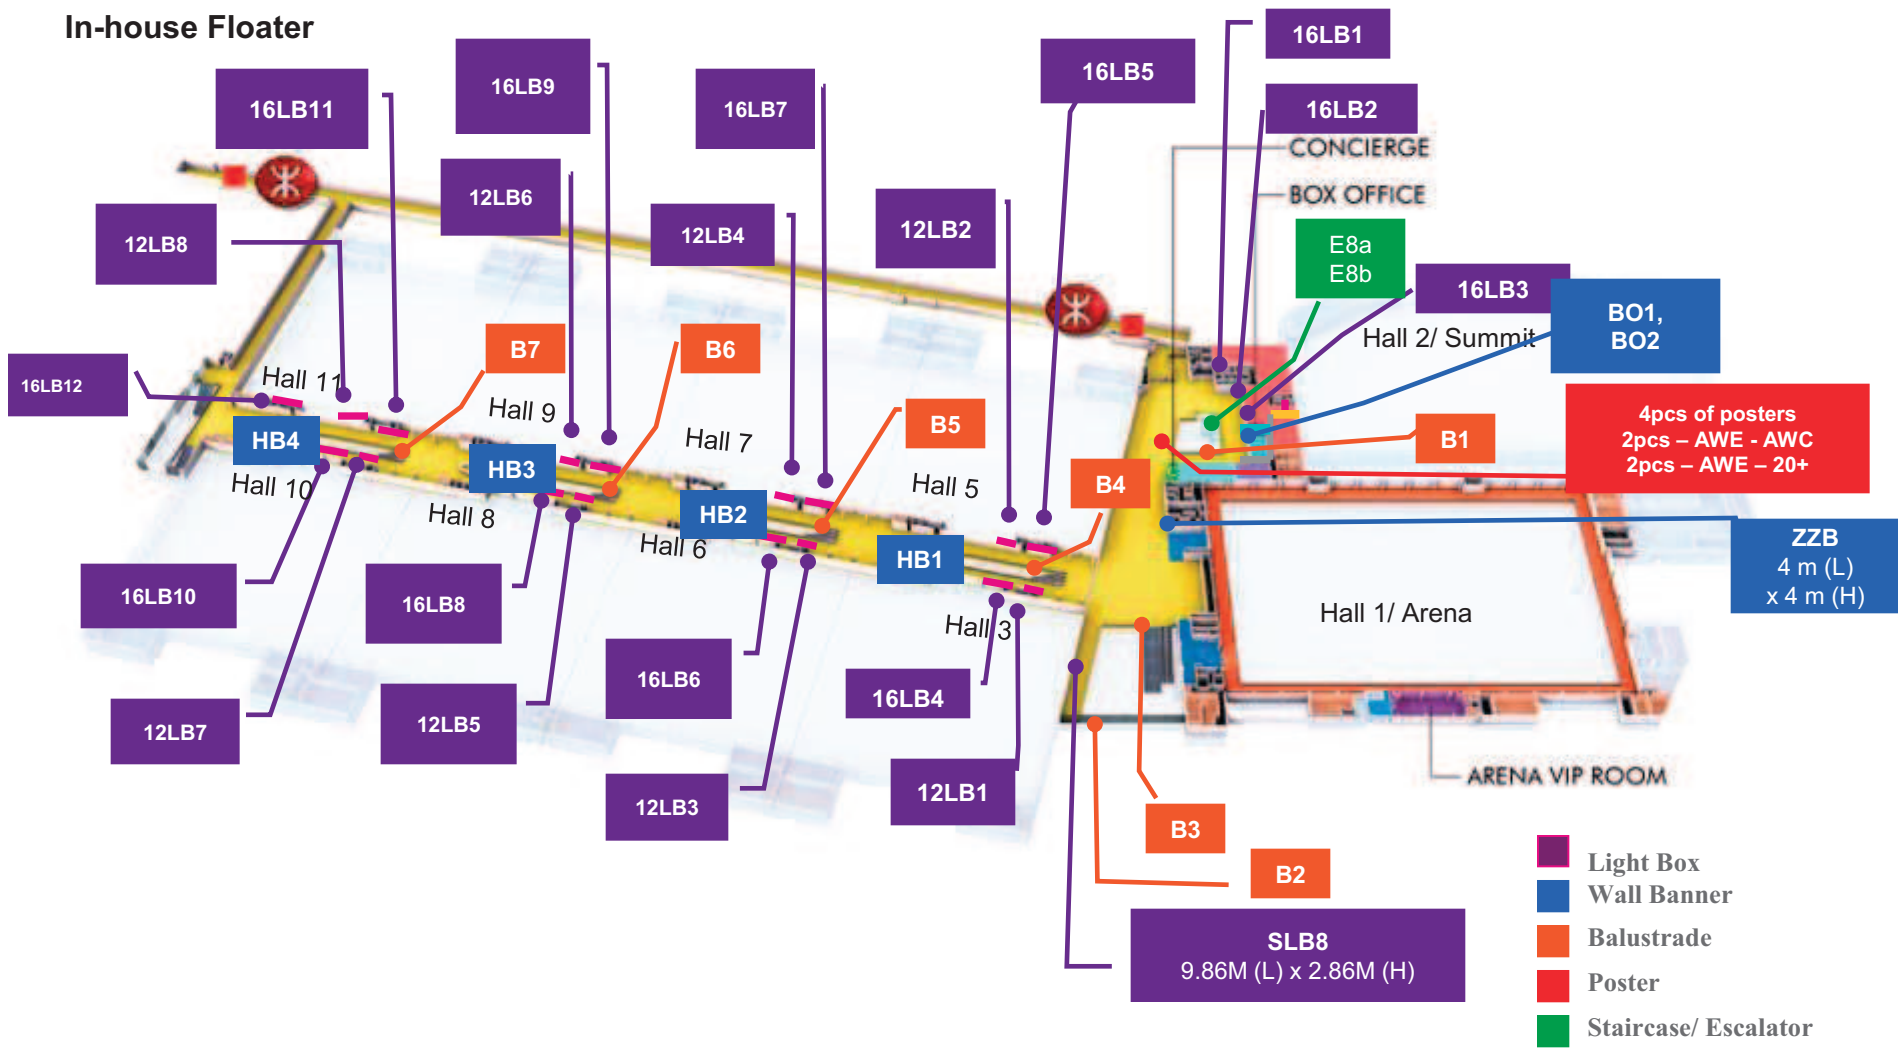 In-house Floater
16LB1
16LB11
16LB9
16LB7
16LB5
16LB2
CONCIERGE
BOX OFFICE
12LB8
12LB6
12LB4
12LB2
E8a
E8b
16LB3
BO1,
BO2
Hall 2/ Summit
16LB12
Hall 11
B7
B6
Hall 9
Hall 7
B5
B1
4pcs of posters
2pcs – AWE - AWC
2pcs – AWE – 20+
HB4
HB3
HB2
HB1
Hall 5
B4
Hall 10
Hall 8
Hall 6
Hall 3
ZZB
4 m (L)
x 4 m (H)
Hall 1/ Arena
16LB10
16LB8
16LB6
16LB4
12LB7
12LB5
12LB3
12LB1
ARENA VIP ROOM
B3
B2
SLB8
9.86M (L) x 2.86M (H)
Light Box
Wall Banner
Balustrade
Poster
Staircase/ Escalator